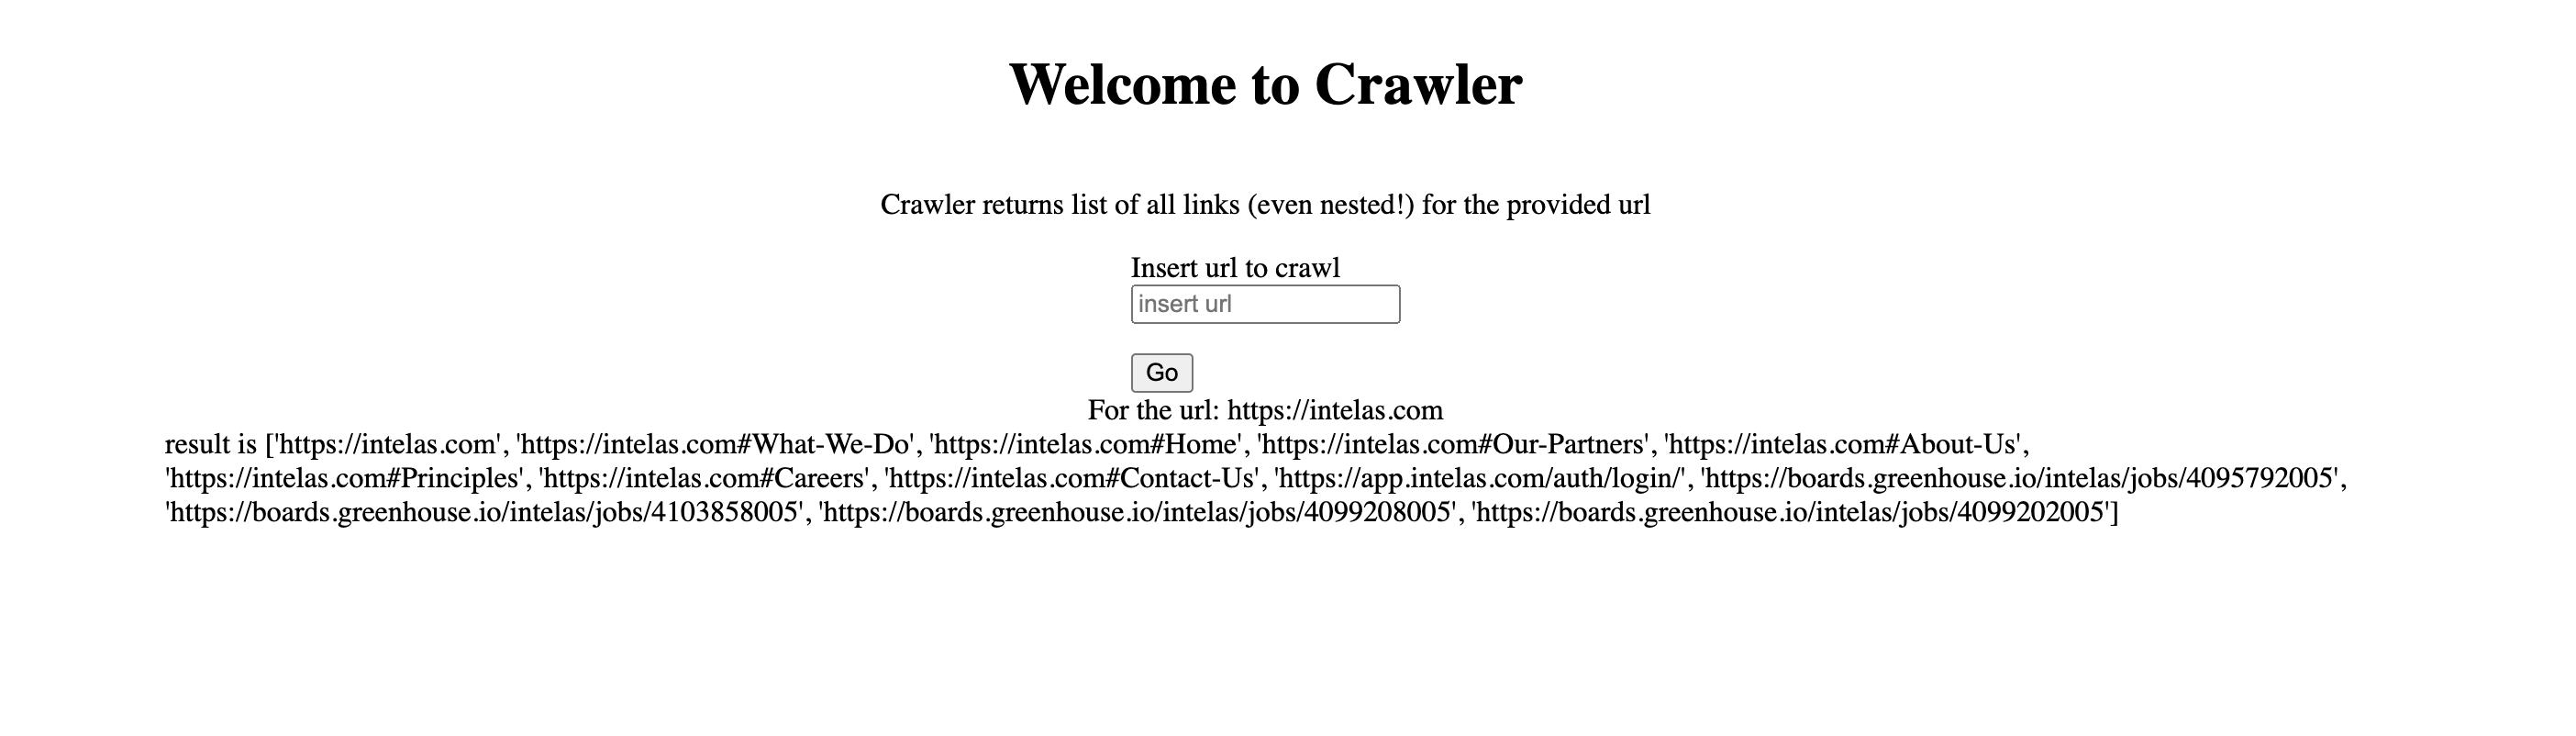 Welcome to Crawler
Crawler returns list of all links (even nested!) for the provided url
Insert url to crawl
insert url
Go
For the url: https://intelas.com
result is ['https://intelas.com', 'https://intelas.com#What-We-Do', 'https://intelas.com#Home', 'https://intelas.com#Our-Partners', 'https://intelas.com#About-Us',
'https://intelas.com#Principles', 'https://intelas.com#Careers', 'https://intelas.com#Contact-Us', 'https://app.intelas.com/auth/login/', 'https://boards.greenhouse.io/intelas/jobs/4095792005',
'https://boards.greenhouse.io/intelas/jobs/4103858005', 'https://boards.greenhouse.io/intelas/jobs/4099208005', 'https://boards.greenhouse.io/intelas/jobs/4099202005']